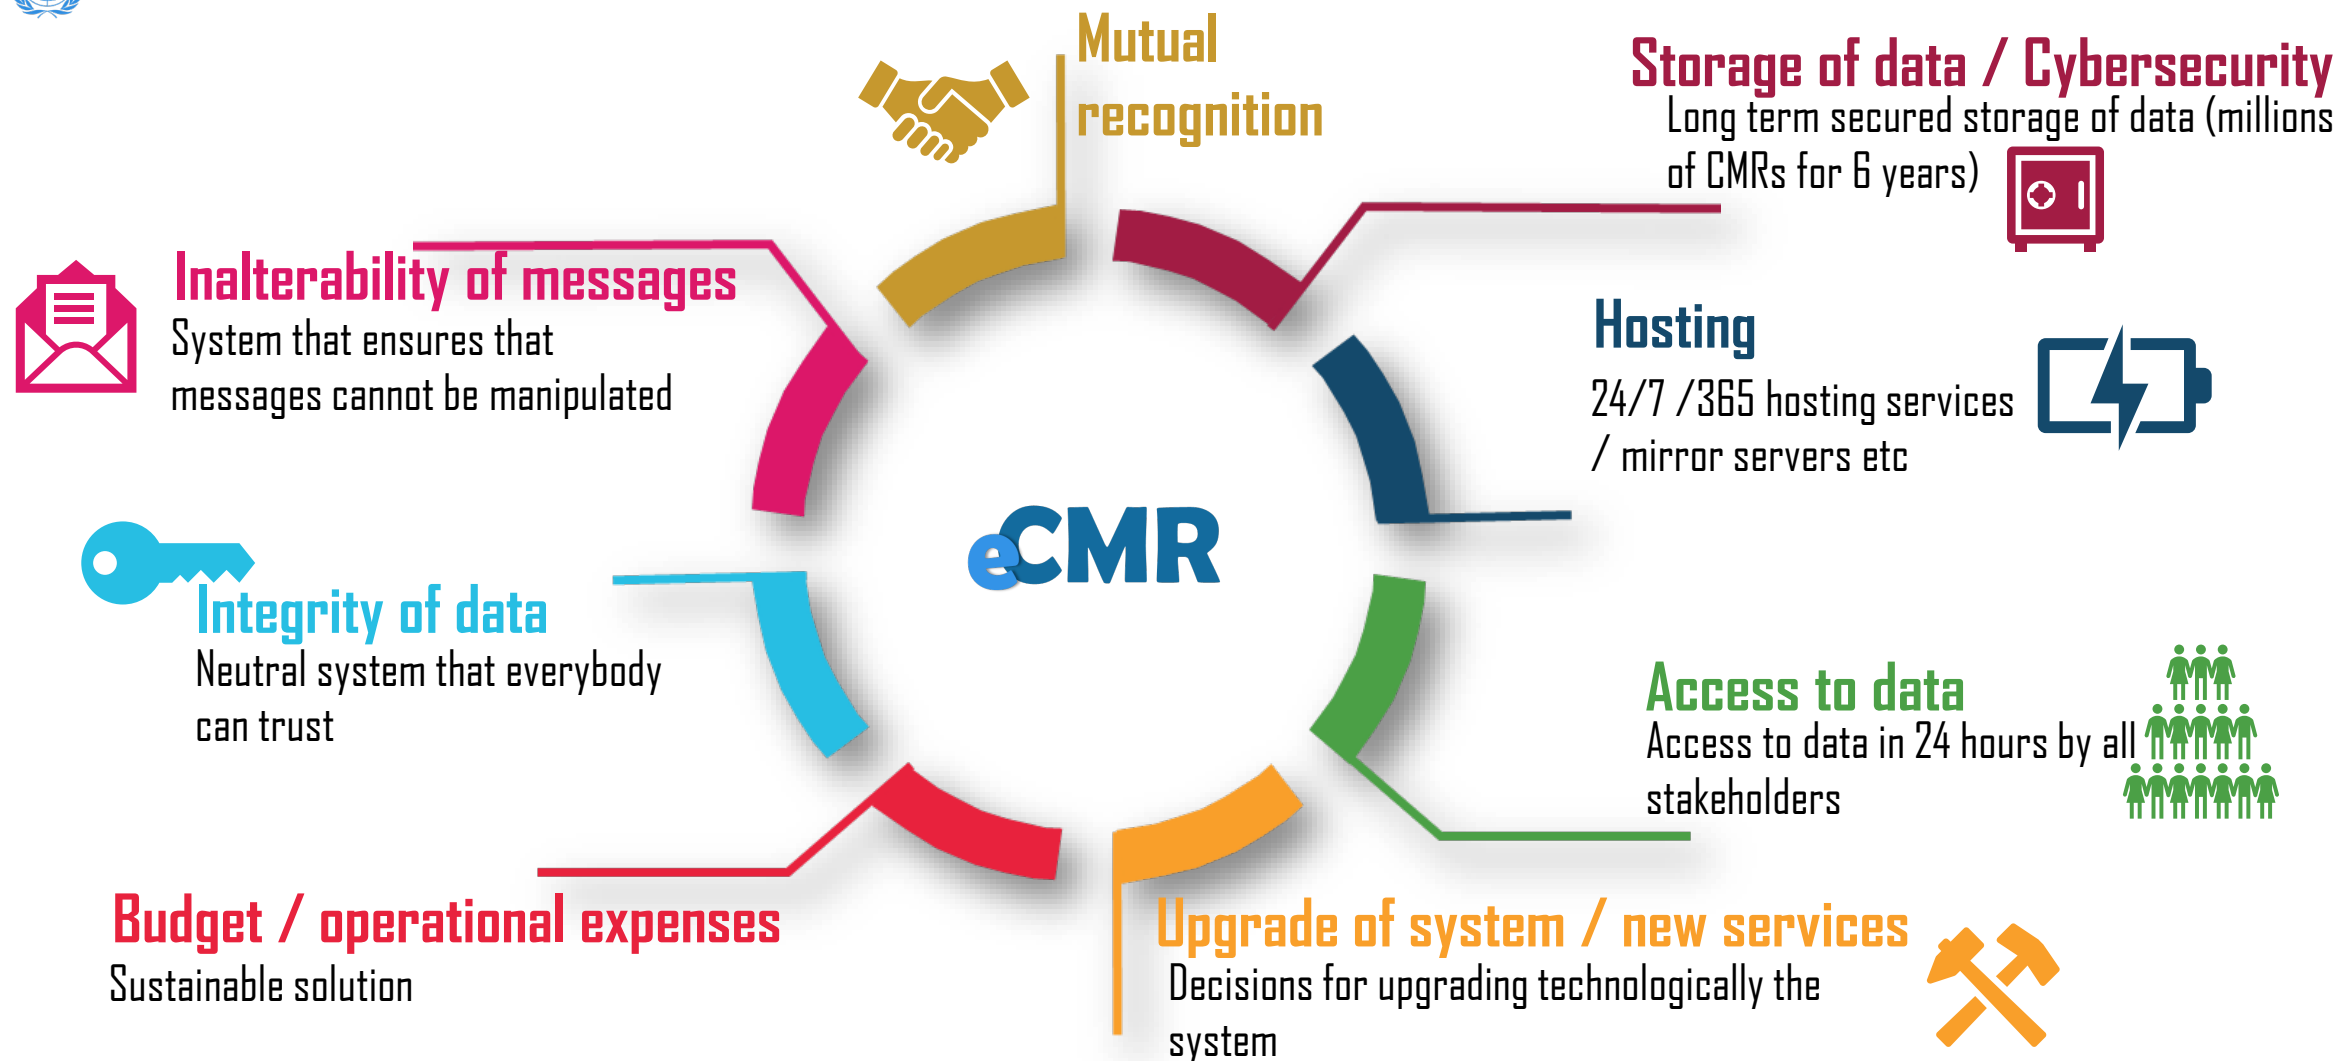 Mutual
recognition
Storage of data / Cybersecurity
Long term secured storage of data (millions
of CMRs for 6 years)
Inalterability of messages
System that ensures that
messages cannot be manipulated
Hosting
24/7 /365 hosting services
/ mirror servers etc
eCMR
Integrity of data
Neutral system that everybody
can trust
Access to data
Access to data in 24 hours by all
stakeholders
Budget / operational expenses
Sustainable solution
Upgrade of system / new services
Decisions for upgrading technologically the
system